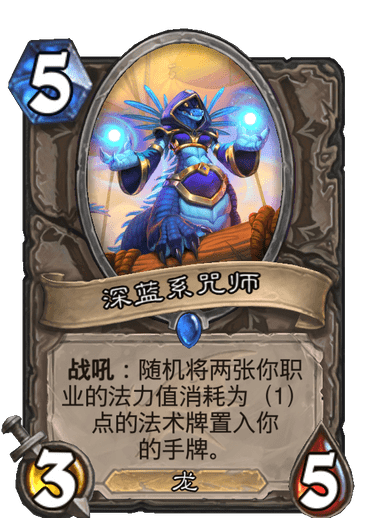 5
深蓝系咒师
战吼：随机将两张你职
业的法力值消耗为（1）
点的法术牌置入你
的手牌。
3
龙
5